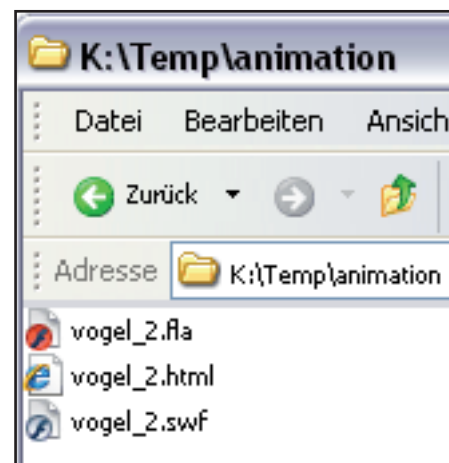 K:\Temp\animation
Datei Bearbeiten Ansich
Zurück
Adresse K:\Temp\animation
vogel_2.fla
vogel_2.html
vogel_2.swf